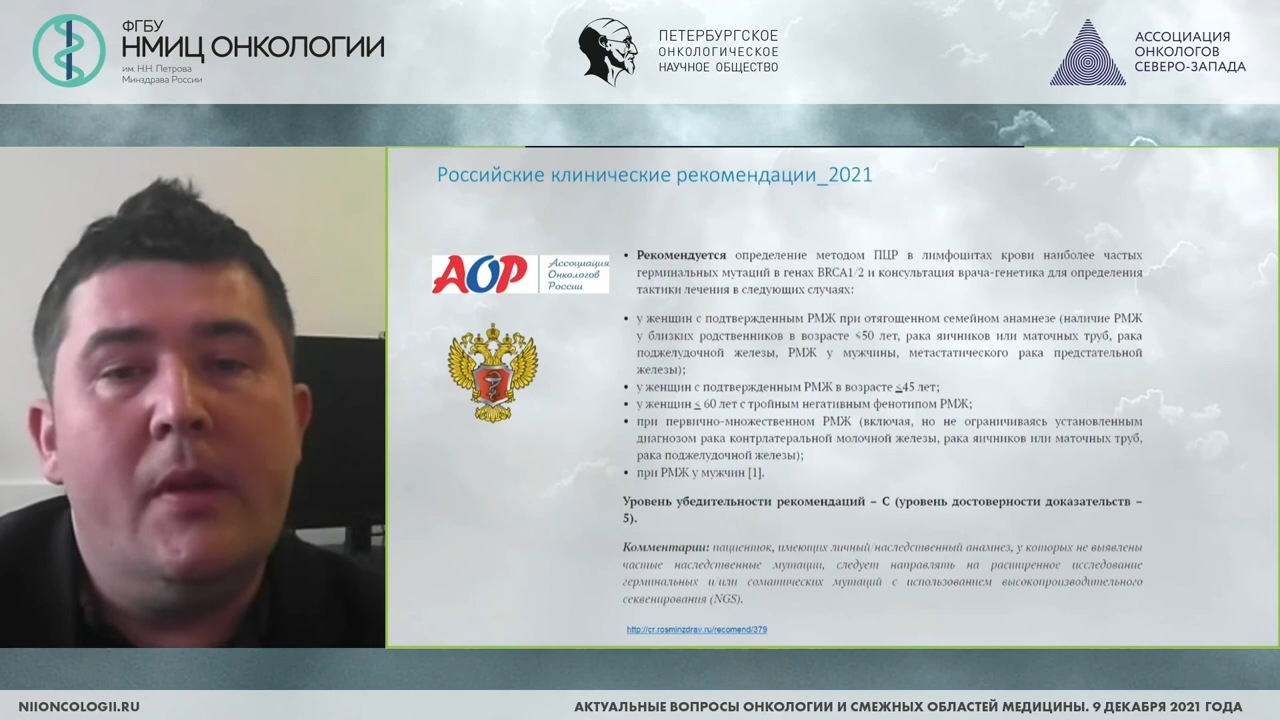 ФГБУ
НМИЦ ОНКОЛОГИИ
им. Н.Н. Петрова
Минздрава России
ПЕТЕРБУРГСКОЕ
ОНКОЛОГИЧЕСКОЕ
НАУЧНОЕ ОБЩЕСТВО
АССОЦИАЦИЯ
ОНКОЛОГОВ
СЕВЕРО-ЗАПАДА
Российские клинические рекомендации_2021
АОР
Ассоциация
Онкологов
России
• Рекомендуется определение методом ПЦР в лимфоцитах крови наиболее частых
герминальных мутаций в генах BRCA1/2 и консультация врача-генетика для определения
тактики лечения в следующих случаях:
• у женщин с подтвержденным РМЖ при отягощенном семейном анамнезе (наличие РМЖ
у близких родственников в возрасте ≤50 лет, рака яичников или маточных труб, рака
поджелудочной железы, РМЖ у мужчины, метастатического рака предстательной
железы);
• у женщин с подтвержденным РМЖ в возрасте ≤45 лет;
• у женщин ≤ 60 лет с тройным негативным фенотипом РМЖ;
• при первично-множественном РМЖ (включая, но не ограничиваясь установленным
диагнозом рака контрлатеральной молочной железы, рака яичников или маточных труб,
рака поджелудочной железы);
• при РМЖ у мужчин [1].
Уровень убедительности рекомендаций – C (уровень достоверности доказательств –
5).
Комментарии: пациенток, имеющих личный/наследственный анамнез, у которых не выявлены
частые наследственные мутации, следует направлять на расширенное исследование
герминальных и/или соматических мутаций с использованием высокопроизводительного
секвенирования (NGS).
http://cr.rosminzdrav.ru/recomend/379
NIIONCOLOGII.RU
АКТУАЛЬНЫЕ ВОПРОСЫ ОНКОЛОГИИ И СМЕЖНЫХ ОБЛАСТЕЙ МЕДИЦИНЫ. 9 ДЕКАБРЯ 2021 ГОДА